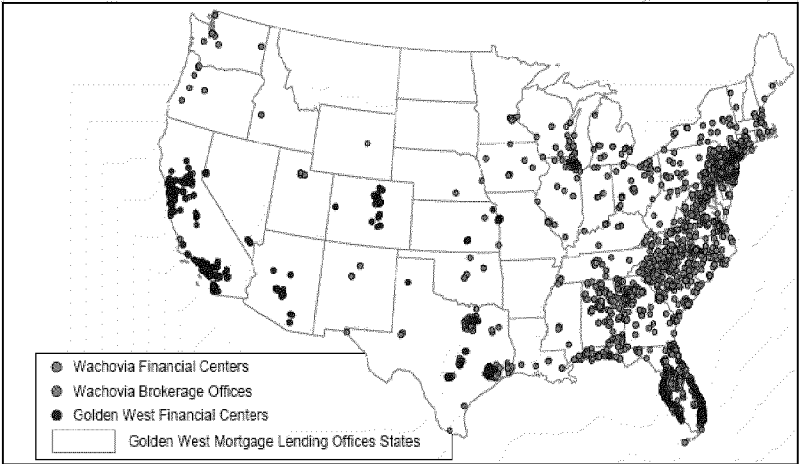 Wachovia Financial Centers
Wachovia Brokerage Offices
Golden West Financial Centers
Golden West Mortgage Lending Offices States